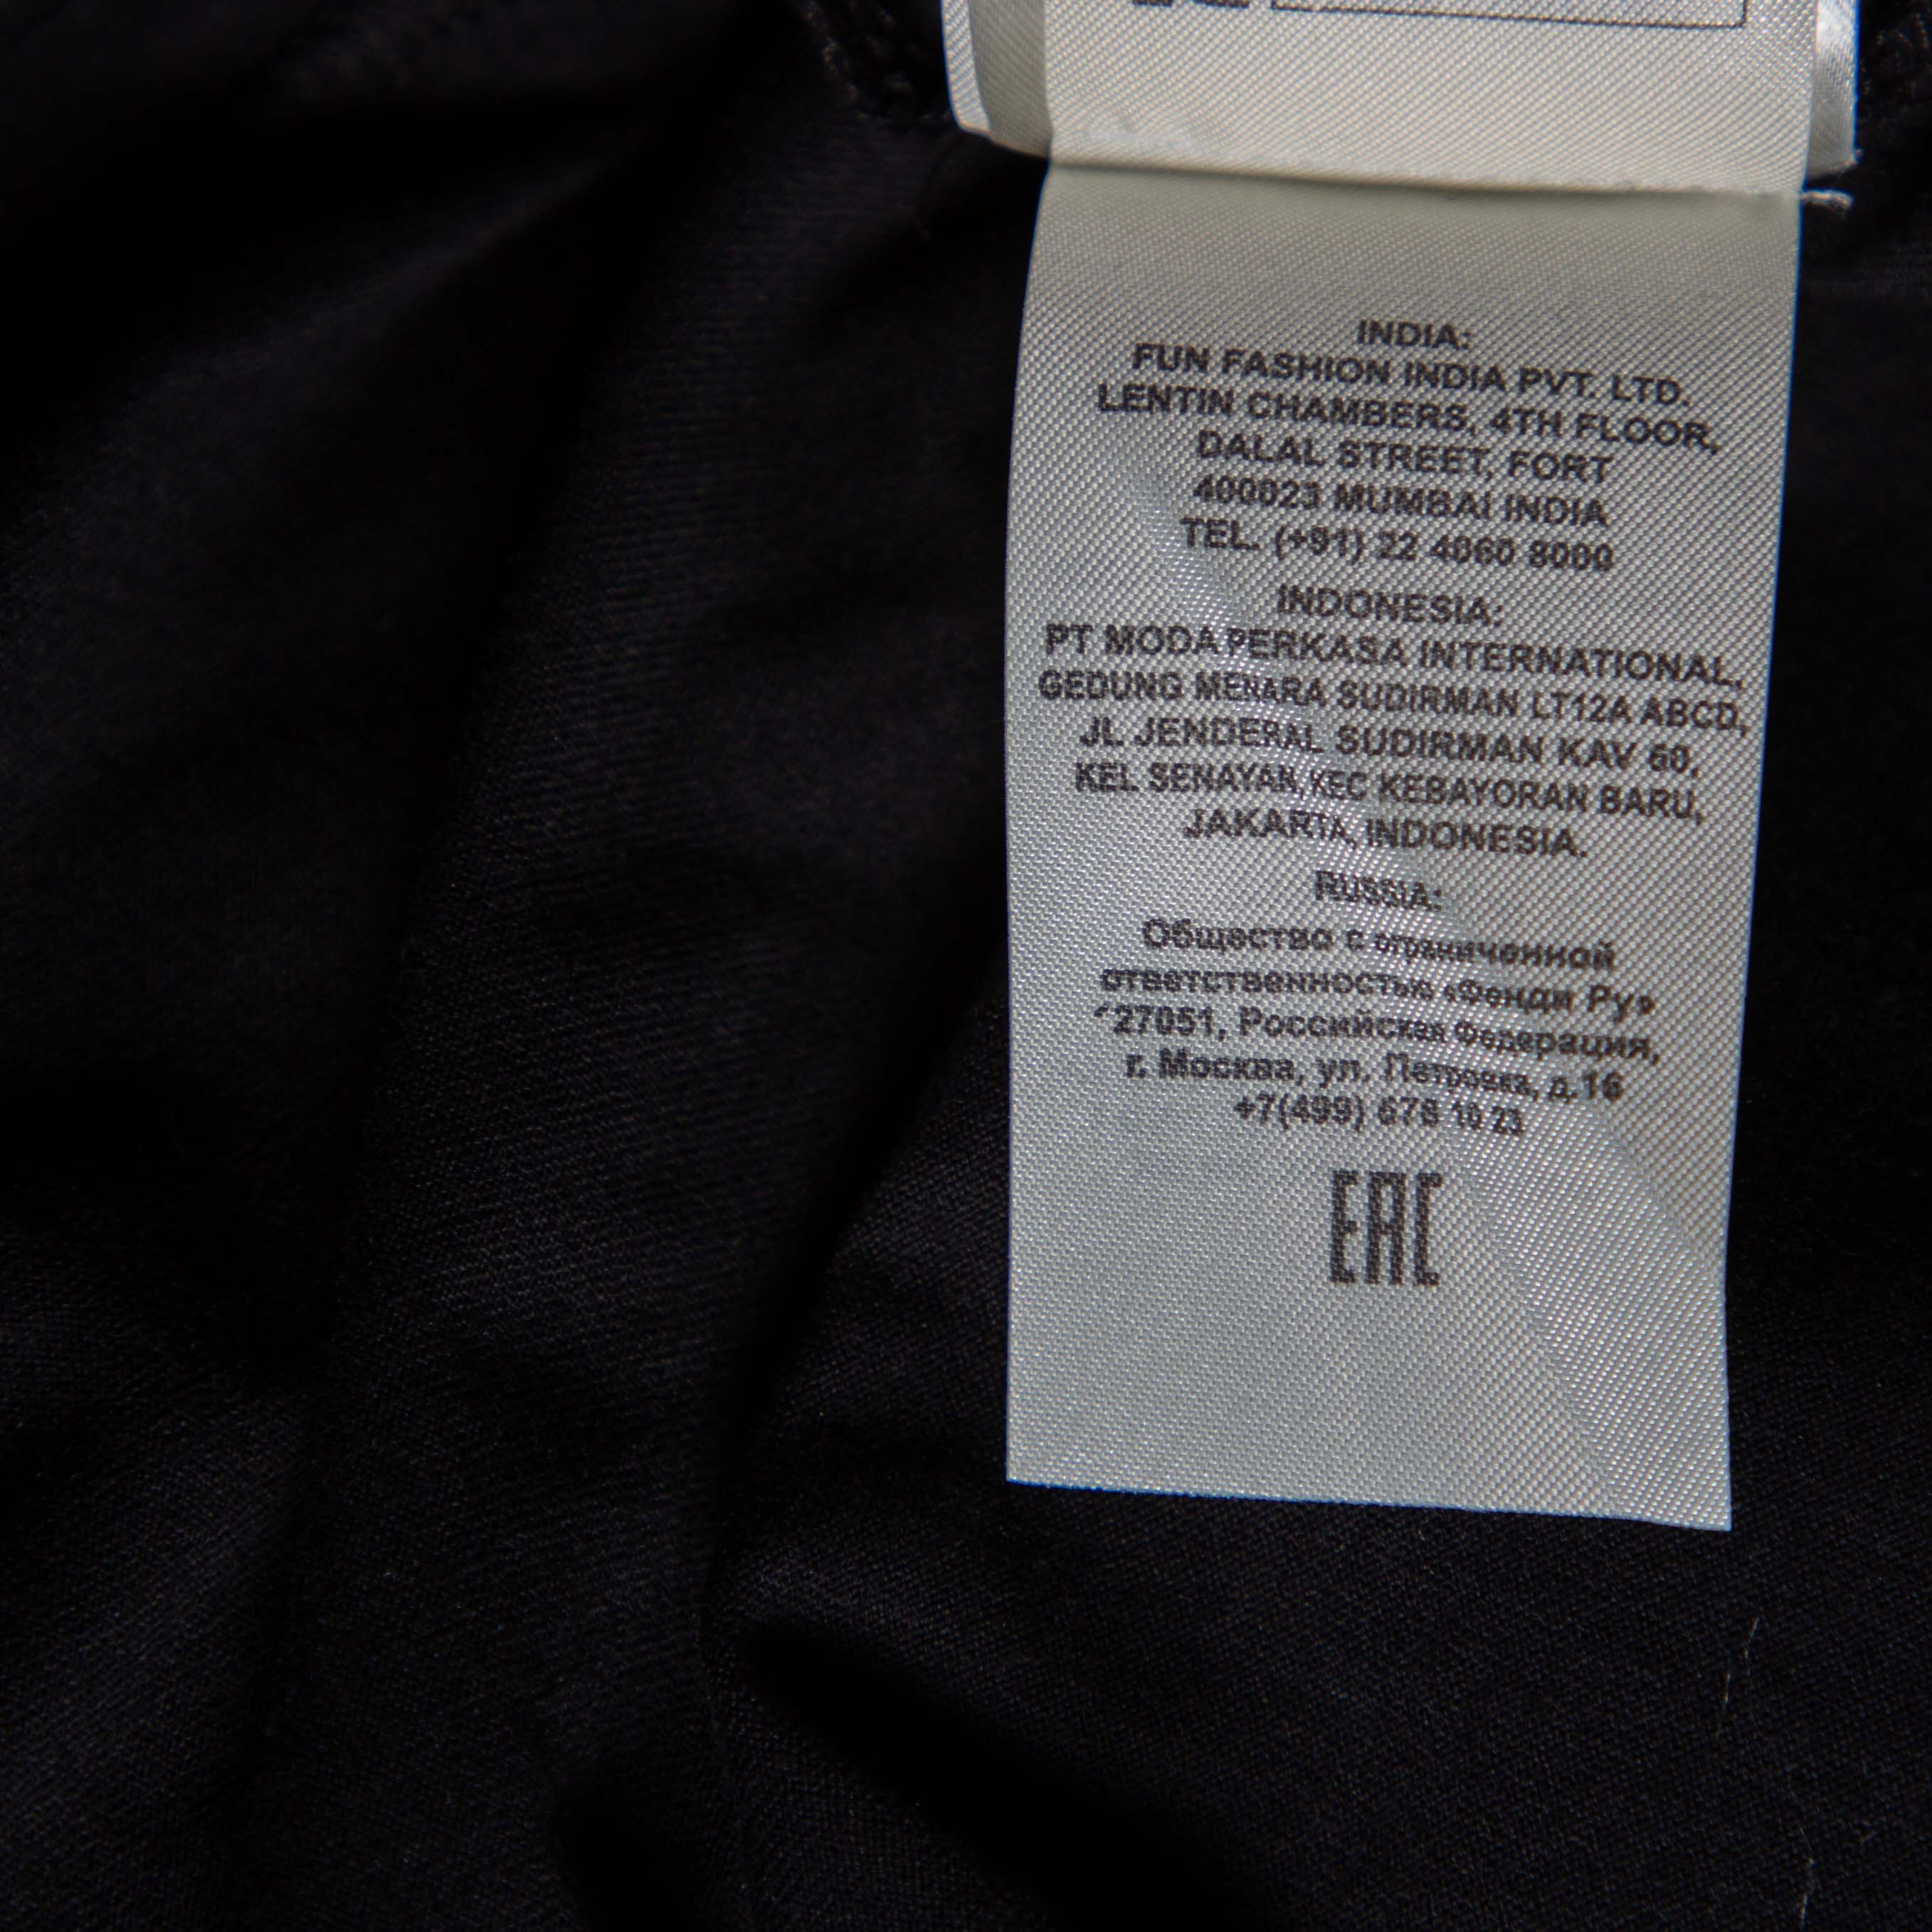 INDIA:
FUN FASHION INDIA PVT. LTD.
LENTIN CHAMBERS, 4TH FLOOR,
DALAL STREET, FORT
400023 MUMBAI INDIA
TEL. (+91) 22 4060 8000
INDONESIA:
PT MODA PERKASA INTERNATIONAL,
GEDUNG MENARA SUDIRMAN LT12A ABCD,
JL JENDERAL SUDIRMAN KAV 60,
KEL SENAYAN, KEC KEBAYORAN BARU,
JAKARTA, INDONESIA.
RUSSIA:
Общество с ограниченной
ответственностью «Фенди Ру»
127051, Российская Федерация,
г. Москва, ул. Петровка, д.16
+7(499) 678 10 23
EAC